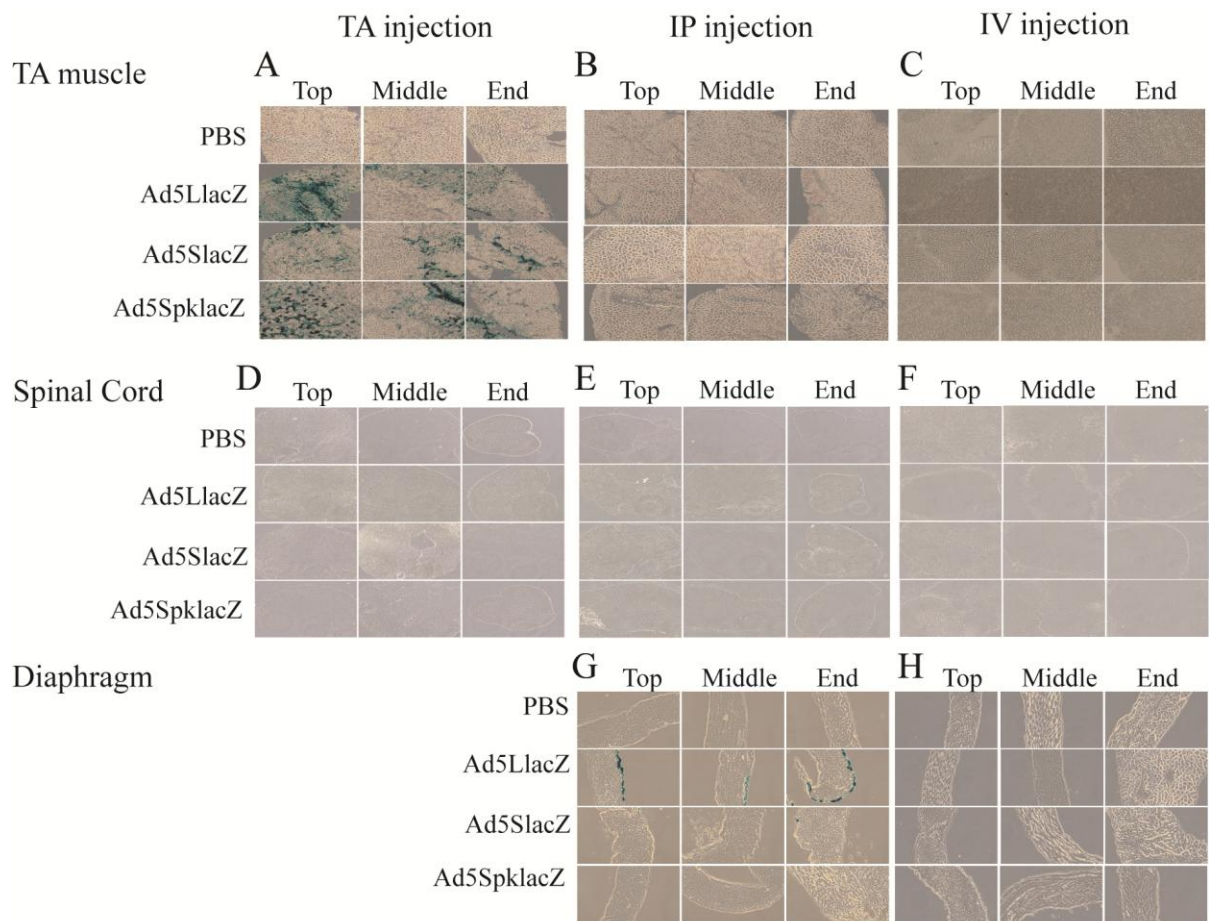 TA injection IP injection IV injection
TA muscle A B C
Top Middle End Top Middle End Top Middle End
PBS
Ad5LlacZ
Ad5SlacZ
Ad5SpklacZ
Spinal Cord D E F
Top Middle End Top Middle End Top Middle End
PBS
Ad5LlacZ
Ad5SlacZ
Ad5SpklacZ
Diaphragm G H
Top Middle End Top Middle End
PBS
Ad5LlacZ
Ad5SlacZ
Ad5SpklacZ